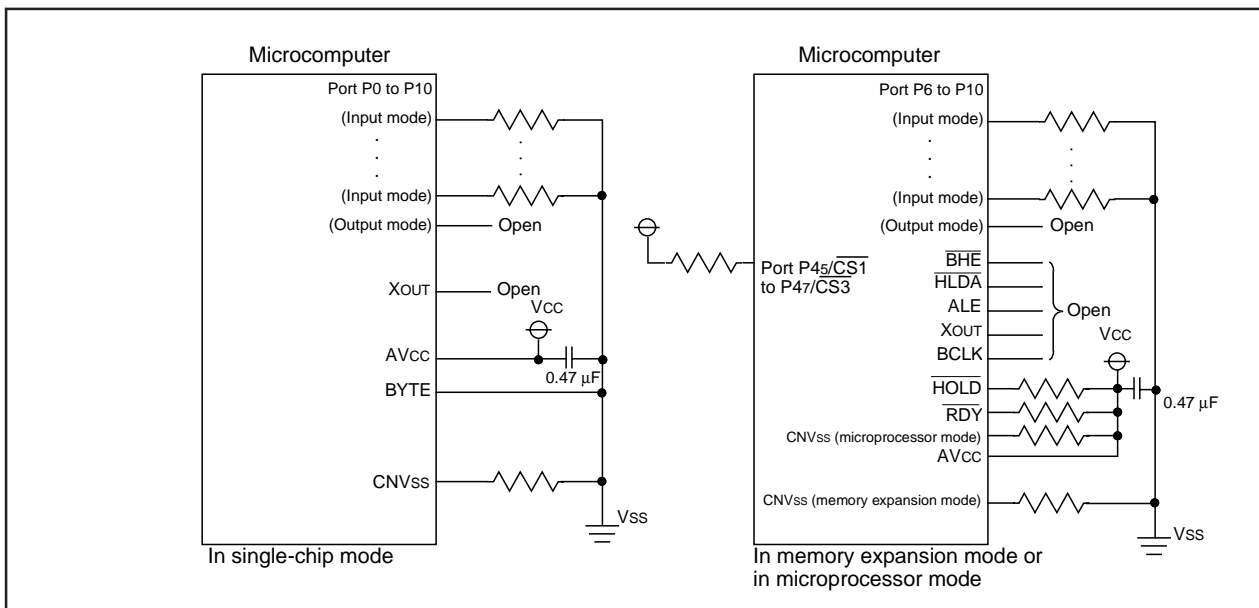 Microcomputer
Port P0 to P10
(Input mode)
(Input mode)
(Output mode)
Open
XOUT
Open
VCC
AVCC
0.47 µF
BYTE
CNVSS
VSS
In single-chip mode
Microcomputer
Port P6 to P10
(Input mode)
(Input mode)
(Output mode)
Open
Port P45/CS1
to P47/CS3
BHE
HLDA
ALE
XOUT
BCLK
Open
VCC
HOLD
0.47 µF
RDY
CNVSS (microprocessor mode)
AVCC
CNVSS (memory expansion mode)
VSS
In memory expansion mode or
in microprocessor mode